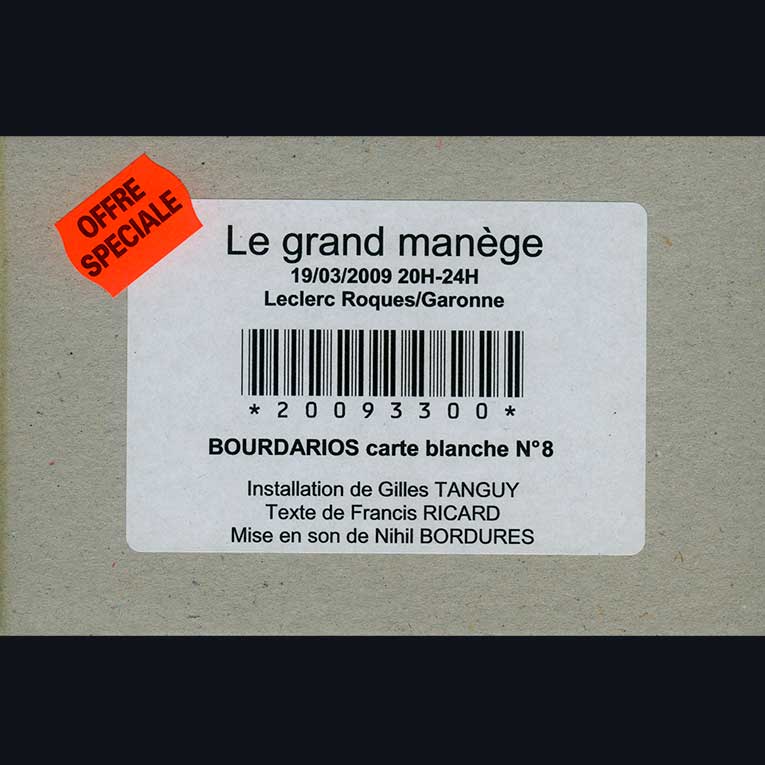 OFFRE
SPECIALE
Le grand manège
19/03/2009 20H-24H
Leclerc Roques/Garonne
*20093300*
BOURDARIOS carte blanche N°8
Installation de Gilles TANGUY
Texte de Francis RICARD
Mise en son de Nihil BORDURES